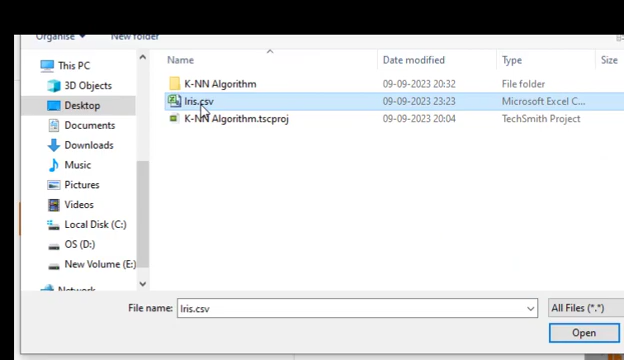 Organise New folder
Name Date modified Type Size
This PC
3D Objects
Desktop
Documents
Downloads
Music
Pictures
Videos
Local Disk (C:)
OS (D:)
New Volume (E:)
Network
K-NN Algorithm 09-09-2023 20:32 File folder
Iris.csv 09-09-2023 23:23 Microsoft Excel C...
K-NN Algorithm.tscproj 09-09-2023 20:04 TechSmith Project
File name: Iris.csv All Files (*.*)
Open